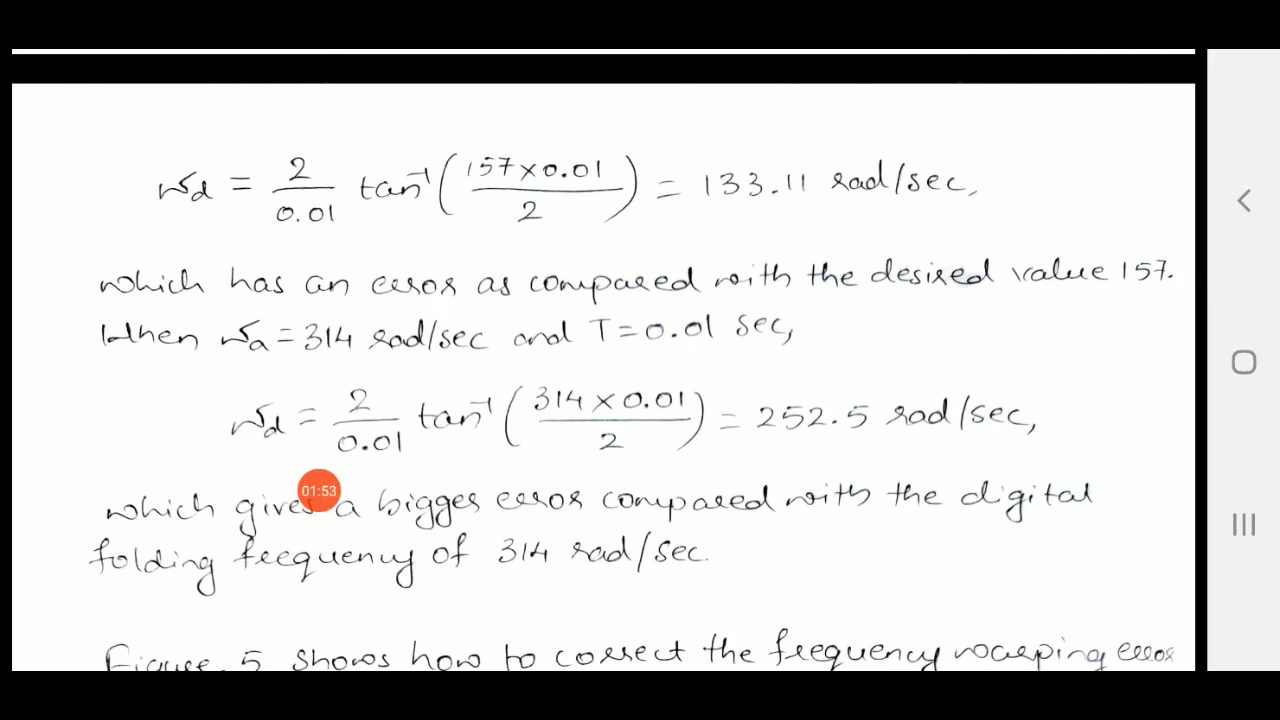 ω_d = 2/0.01 tan⁻¹(157×0.01/2) = 133.11 rad/sec,
which has an error as compared with the desired value 157.
When ω_a = 314 rad/sec and T = 0.01 sec,
ω_d = 2/0.01 tan⁻¹(314×0.01/2) = 252.5 rad/sec,
01:53
which gives a bigger error compared with the digital
folding frequency of 314 rad/sec.
Figure 5 shows how to correct the frequency warping error